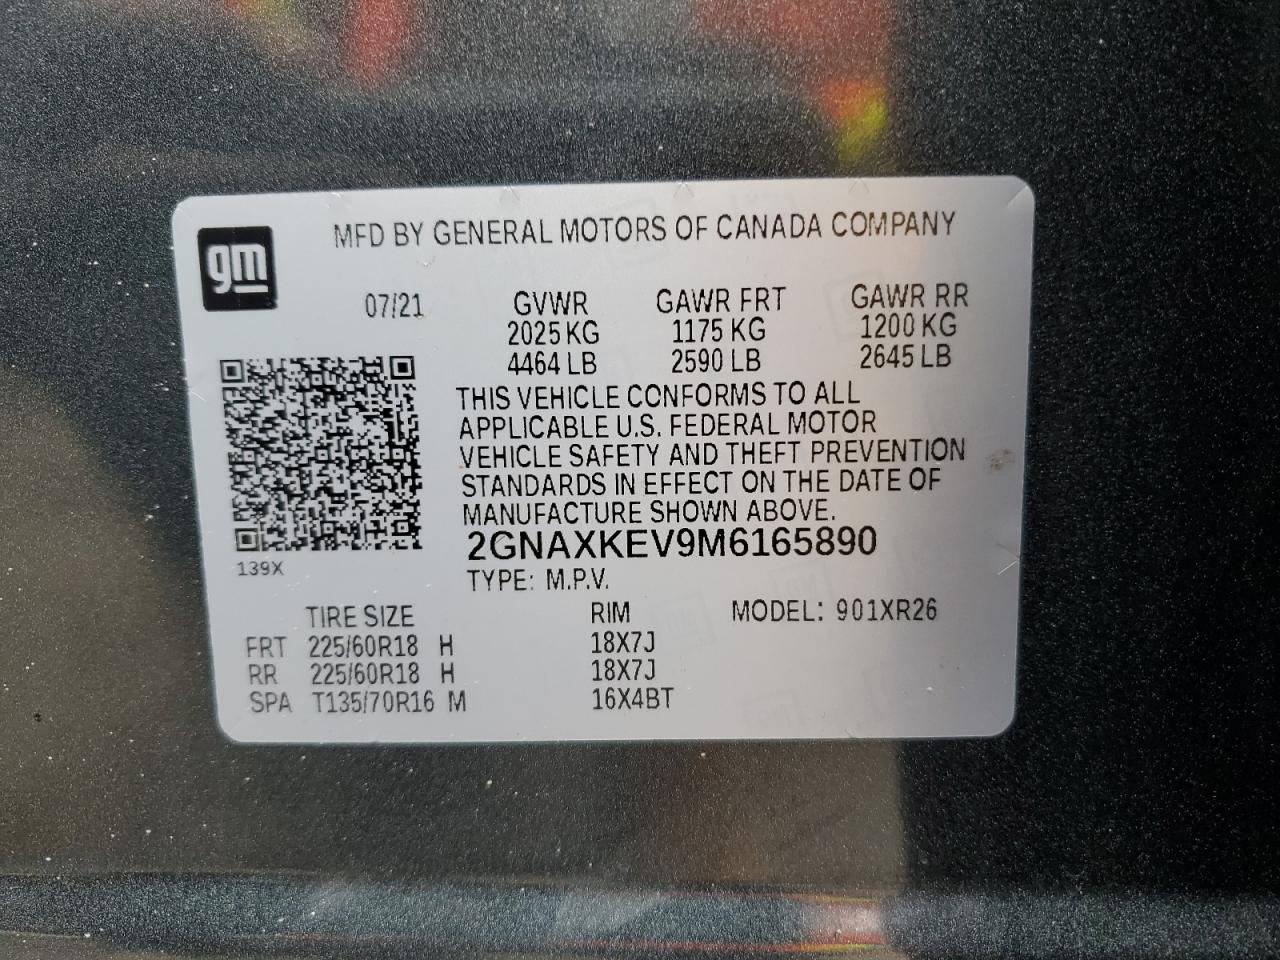 gm
MFD BY GENERAL MOTORS OF CANADA COMPANY
07/21 GVWR GAWR FRT GAWR RR
2025 KG 1175 KG 1200 KG
4464 LB 2590 LB 2645 LB
THIS VEHICLE CONFORMS TO ALL
APPLICABLE U.S. FEDERAL MOTOR
VEHICLE SAFETY AND THEFT PREVENTION
STANDARDS IN EFFECT ON THE DATE OF
MANUFACTURE SHOWN ABOVE.
2GNAXKEV9M6165890
139X
TYPE: M.P.V.
TIRE SIZE RIM MODEL: 901XR26
FRT 225/60R18 H 18X7J
RR 225/60R18 H 18X7J
SPA T135/70R16 M 16X4BT